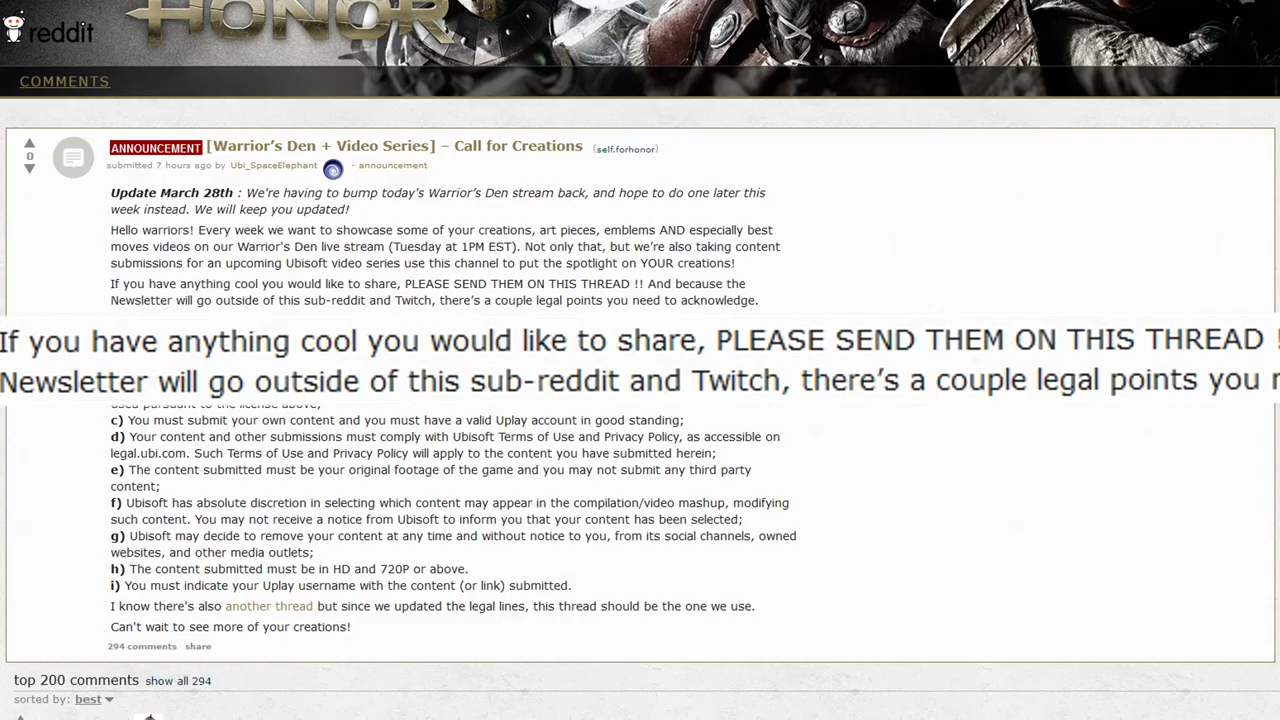 HONOR
reddit
COMMENTS
0
ANNOUNCEMENT [Warrior’s Den + Video Series] – Call for Creations (self.forhonor)
submitted 7 hours ago by Ubi_SpaceElephant - announcement
Update March 28th : We're having to bump today's Warrior’s Den stream back, and hope to do one later this
week instead. We will keep you updated!
Hello warriors! Every week we want to showcase some of your creations, art pieces, emblems AND especially best
moves videos on our Warrior's Den live stream (Tuesday at 1PM EST). Not only that, but we’re also taking content
submissions for an upcoming Ubisoft video series use this channel to put the spotlight on YOUR creations!
If you have anything cool you would like to share, PLEASE SEND THEM ON THIS THREAD !! And because the
Newsletter will go outside of this sub-reddit and Twitch, there’s a couple legal points you need to acknowledge.
If you have anything cool you would like to share, PLEASE SEND THEM ON THIS THREAD !
Newsletter will go outside of this sub-reddit and Twitch, there’s a couple legal points you
used pursuant to the license above;
c) You must submit your own content and you must have a valid Uplay account in good standing;
d) Your content and other submissions must comply with Ubisoft Terms of Use and Privacy Policy, as accessible on
legal.ubi.com. Such Terms of Use and Privacy Policy will apply to the content you have submitted herein;
e) The content submitted must be your original footage of the game and you may not submit any third party
content;
f) Ubisoft has absolute discretion in selecting which content may appear in the compilation/video mashup, modifying
such content. You may not receive a notice from Ubisoft to inform you that your content has been selected;
g) Ubisoft may decide to remove your content at any time and without notice to you, from its social channels, owned
websites, and other media outlets;
h) The content submitted must be in HD and 720P or above.
i) You must indicate your Uplay username with the content (or link) submitted.
I know there's also another thread but since we updated the legal lines, this thread should be the one we use.
Can't wait to see more of your creations!
294 comments share
top 200 comments show all 294
sorted by: best